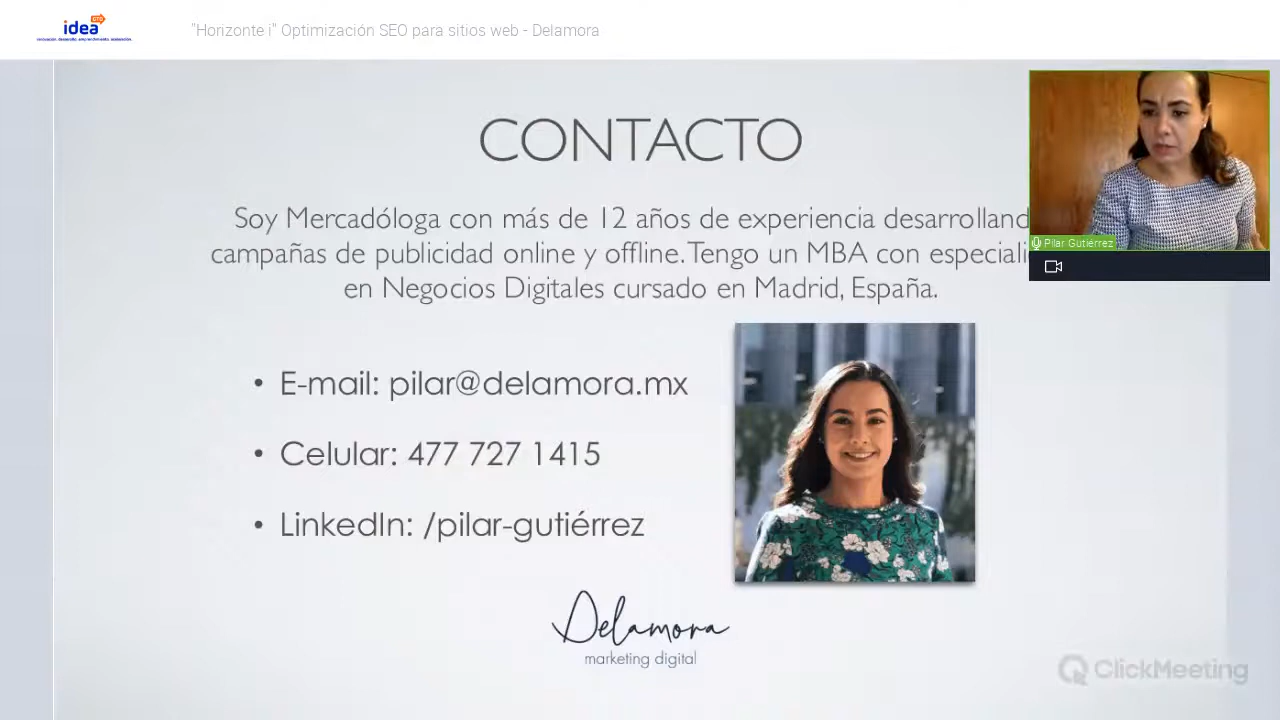 idea GTO
"Horizonte i" Optimización SEO para sitios web - Delamora
CONTACTO
Soy Mercadóloga con más de 12 años de experiencia desarrolland
campañas de publicidad online y offline. Tengo un MBA con especiali
en Negocios Digitales cursado en Madrid, España.
Pilar Gutiérrez
• E-mail: pilar@delamora.mx
• Celular: 477 727 1415
• LinkedIn: /pilar-gutiérrez
Delamora
marketing digital
ClickMeeting